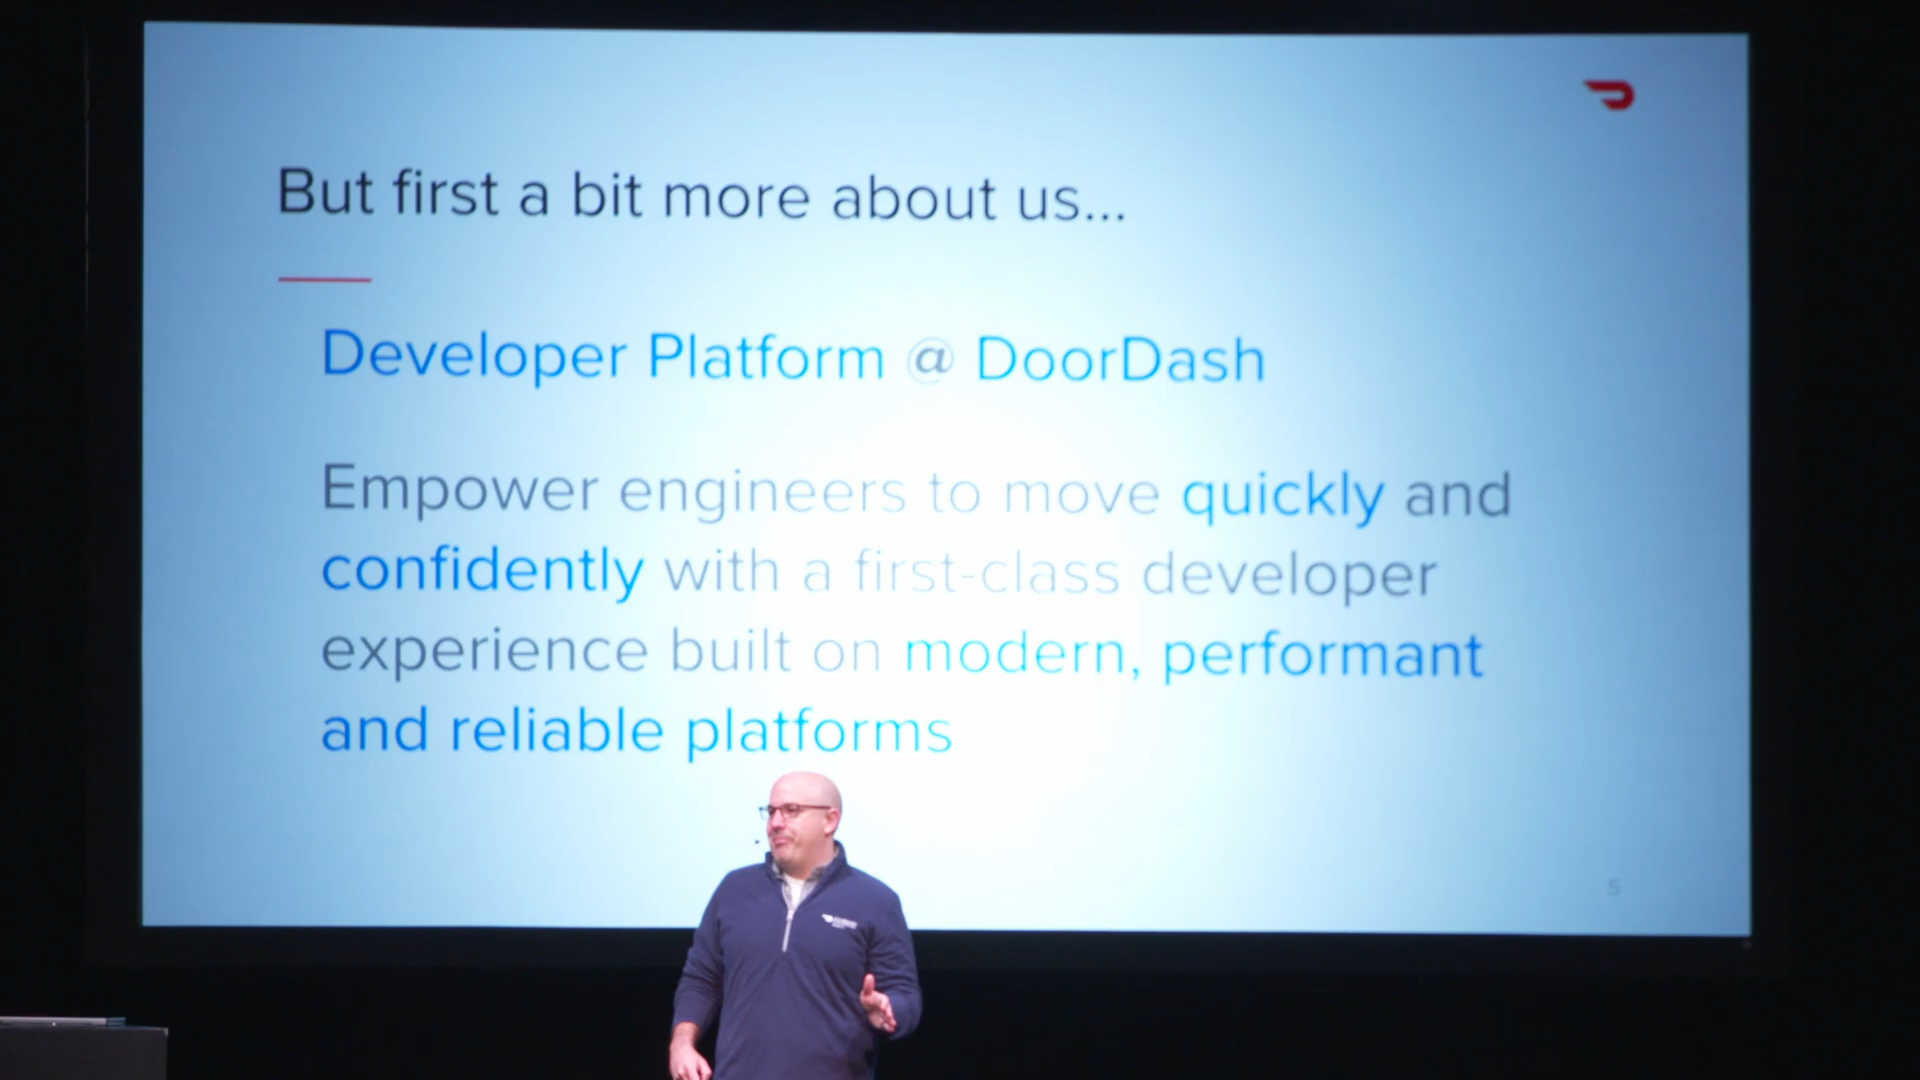 But first a bit more about us...
Developer Platform @ DoorDash
Empower engineers to move quickly and
confidently with a first-class developer
experience built on modern, performant
and reliable platforms
5